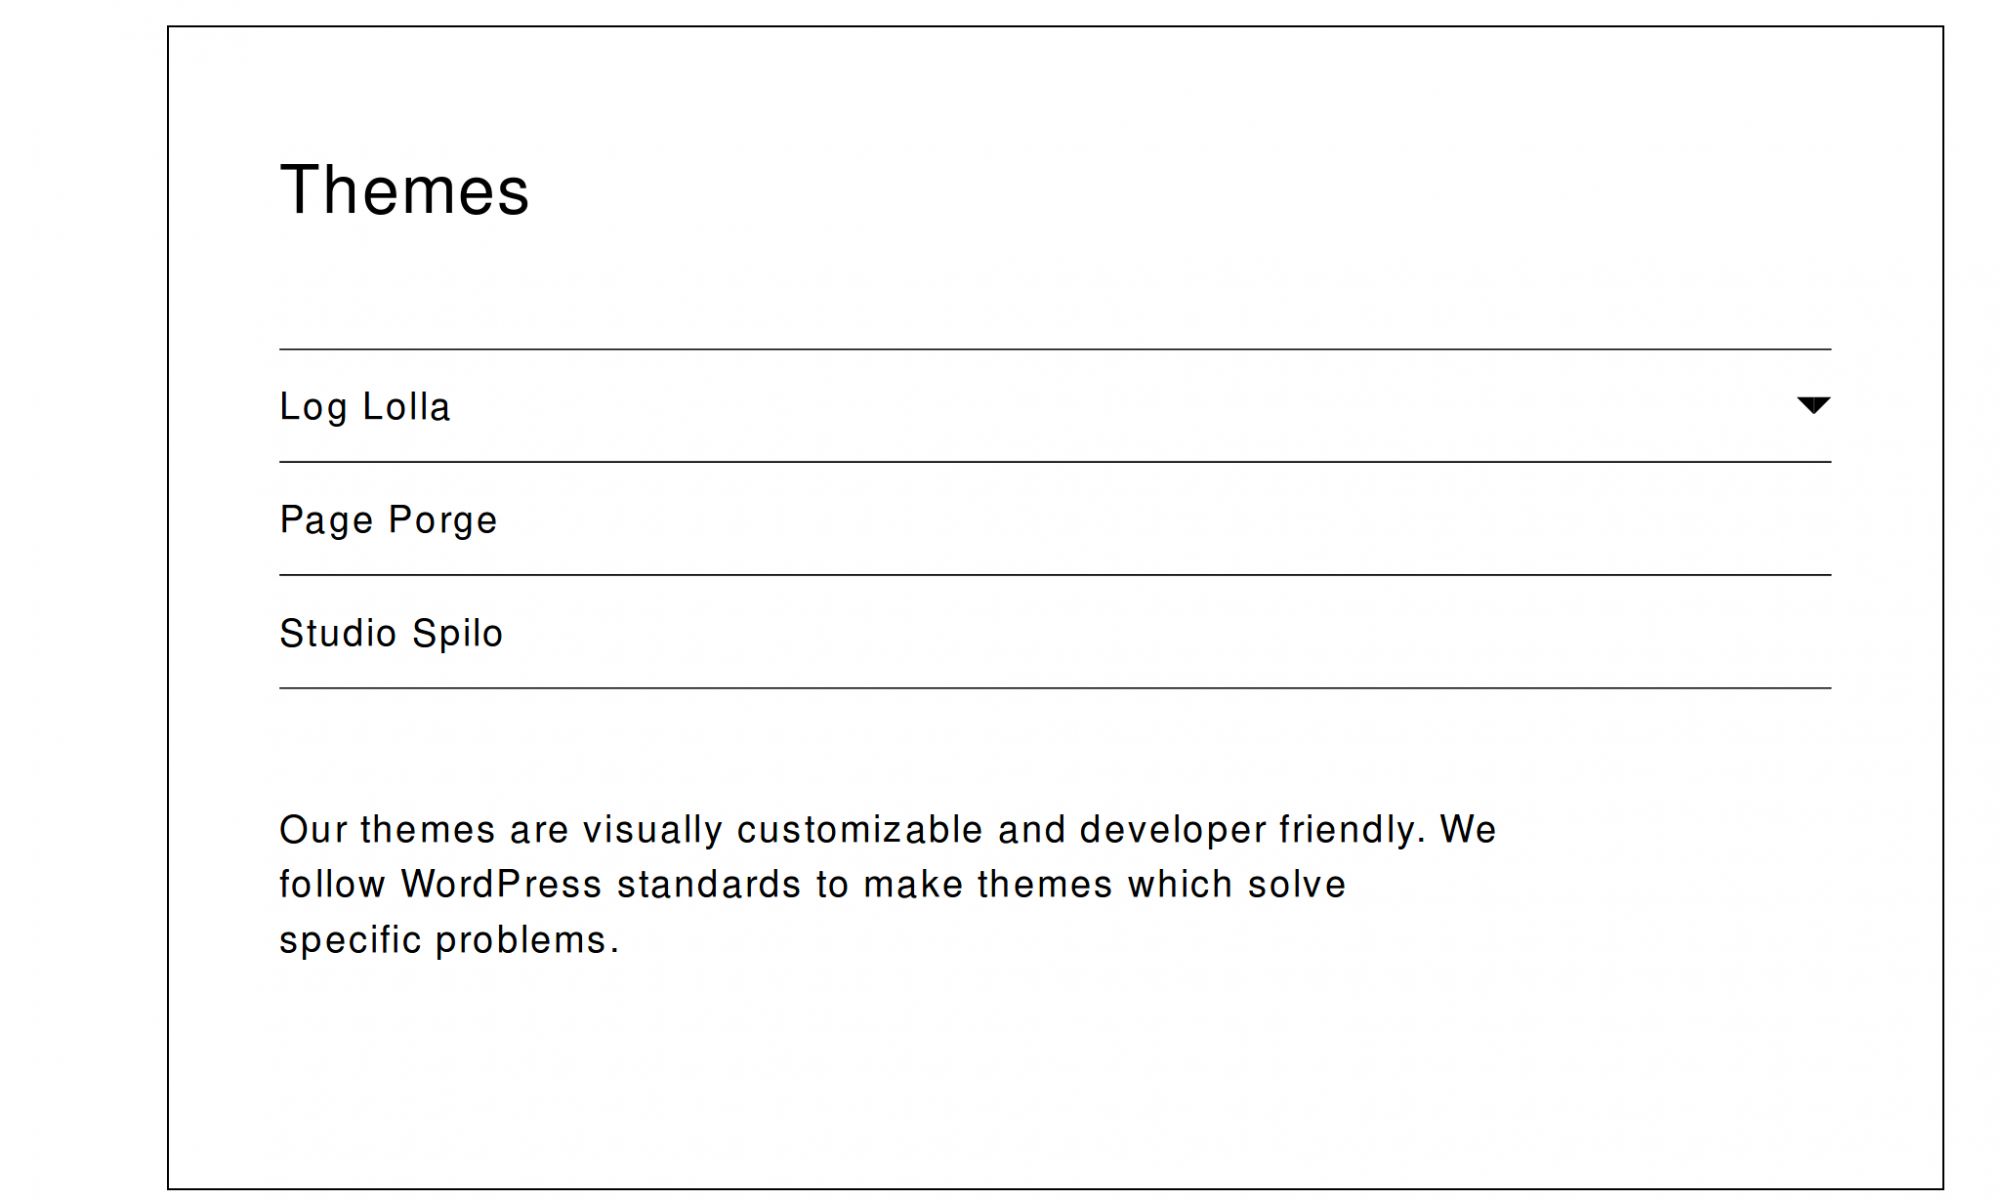 Themes
Log Lolla
Page Porge
Studio Spilo
Our themes are visually customizable and developer friendly. We
follow WordPress standards to make themes which solve
specific problems.